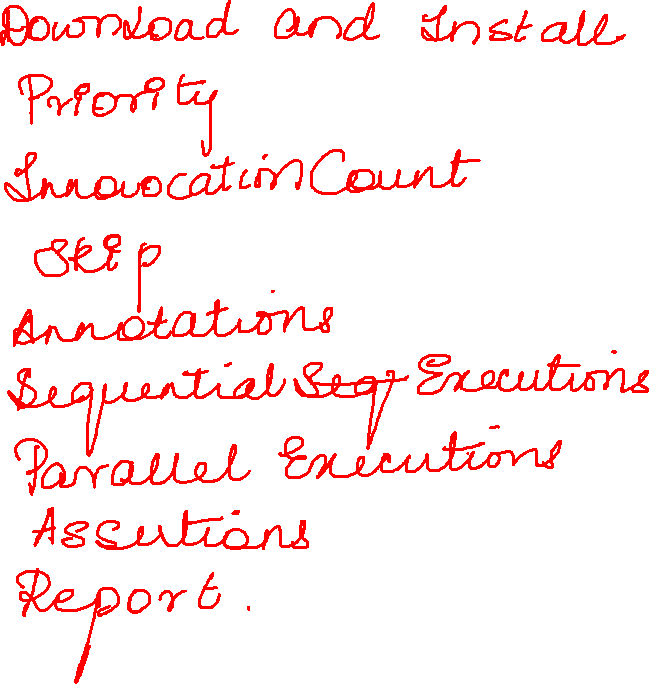 Download and Install
Priority
InnovocationCount
Skip
Annotations
Sequential Seq Executions
Parallel Executions
Assertions
Report.